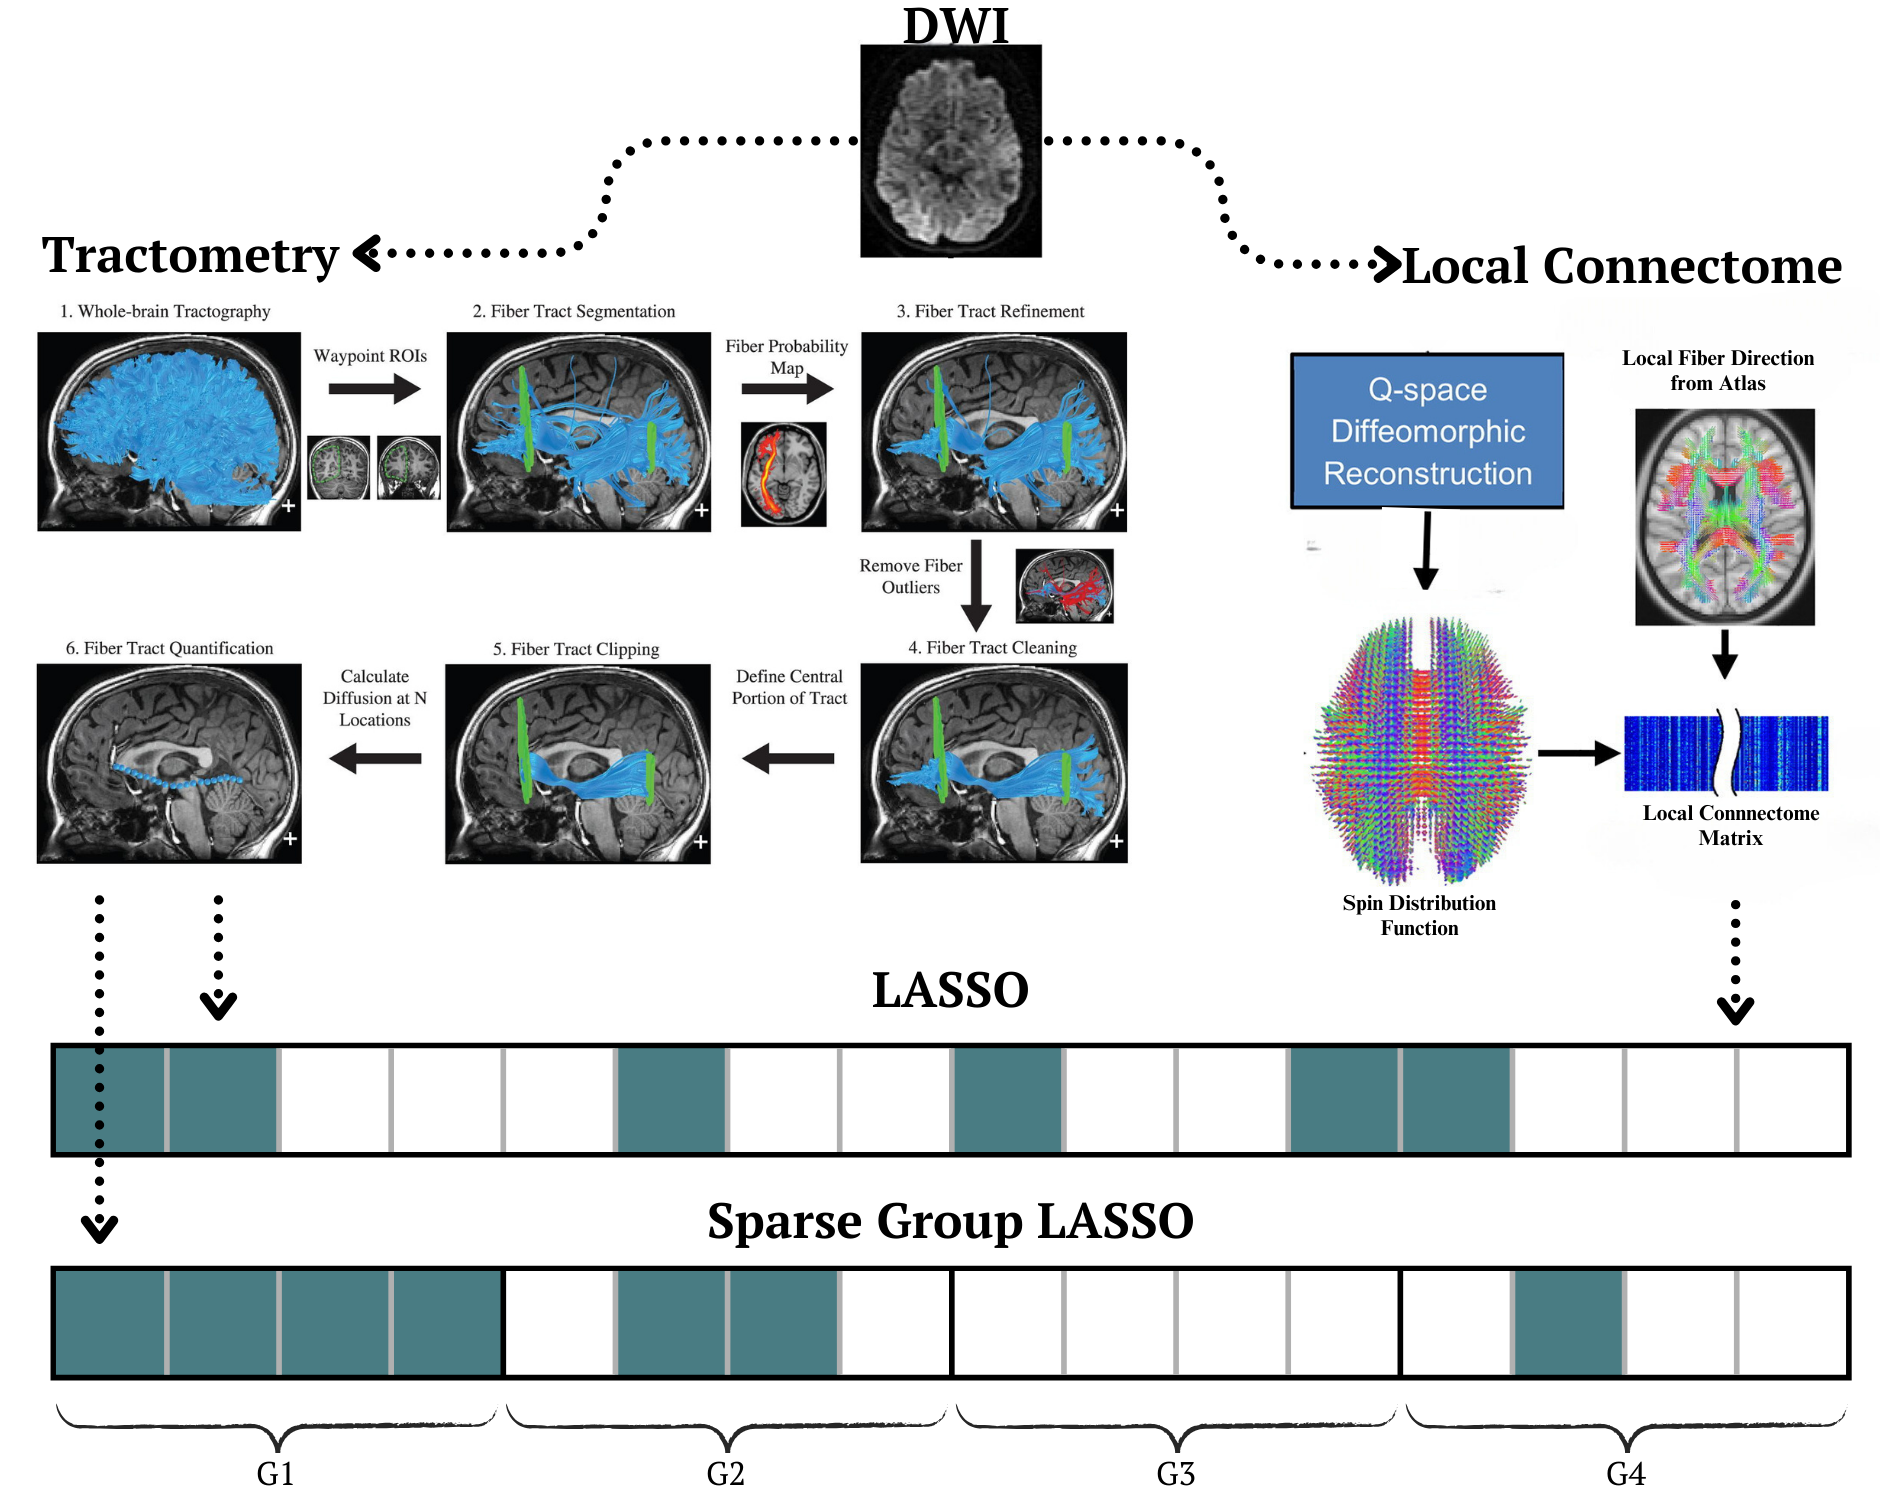 DWI
Tractometry
Local Connectome
1. Whole-brain Tractography
Waypoint ROIs
2. Fiber Tract Segmentation
Fiber Probability
Map
3. Fiber Tract Refinement
Remove Fiber
Outliers
4. Fiber Tract Cleaning
Define Central
Portion of Tract
5. Fiber Tract Clipping
Calculate
Diffusion at N
Locations
6. Fiber Tract Quantification
Q-space
Diffeomorphic
Reconstruction
Local Fiber Direction
from Atlas
Spin Distribution
Function
Local Connnectome
Matrix
LASSO
Sparse Group LASSO
G1
G2
G3
G4